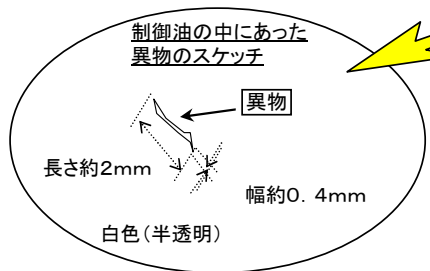 制御油の中にあった
異物のスケッチ
異物
長さ約2mm
幅約0.4mm
白色(半透明)